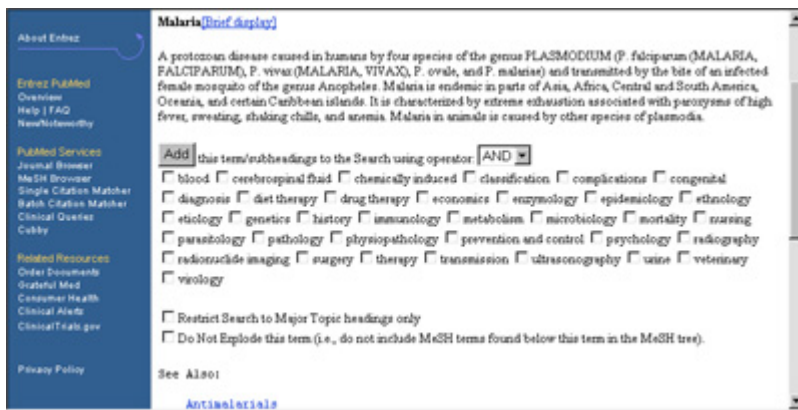 About Entrez
Entrez PubMed
Overview
Help | FAQ
New/Noteworthy
PubMed Services
Journal Browser
MeSH Browser
Single Citation Matcher
Batch Citation Matcher
Clinical Queries
Cubby
Related Resources
Order Documents
Grateful Med
Consumer Health
Clinical Alerts
ClinicalTrials.gov
Privacy Policy
Malaria[Brief display]
A protozoan disease caused in humans by four species of the genus PLASMODIUM (P. falciparum (MALARIA,
FALCIPARUM), P. vivax (MALARIA, VIVAX), P. ovale, and P. malariae) and transmitted by the bite of an infected
female mosquito of the genus Anopheles. Malaria is endemic in parts of Asia, Africa, Central and South America,
Oceania, and certain Caribbean islands. It is characterized by extreme exhaustion associated with paroxysms of high
fever, sweating, shaking chills, and anemia. Malaria in animals is caused by other species of plasmodia.
Add this term/subheadings to the Search using operator: AND
blood cerebrospinal fluid chemically induced classification complications congenital
diagnosis diet therapy drug therapy economics enzymology epidemiology ethnology
etiology genetics history immunology metabolism microbiology mortality nursing
parasitology pathology physiopathology prevention and control psychology radiography
radionuclide imaging surgery therapy transmission ultrasonography urine veterinary
virology
Restrict Search to Major Topic headings only
Do Not Explode this term (i.e., do not include MeSH terms found below this term in the MeSH tree).
See Also:
Antimalarials